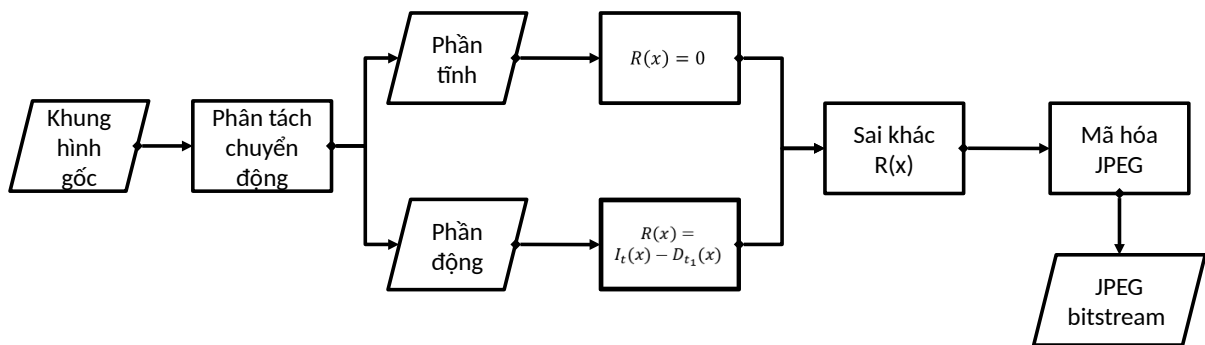 Khung
hình
gốc
Phân tách
chuyển
động
Phần
tĩnh
R(x) = 0
Phần
động
R(x) =
I_t(x) − D_{t_1}(x)
Sai khác
R(x)
Mã hóa
JPEG
JPEG
bitstream